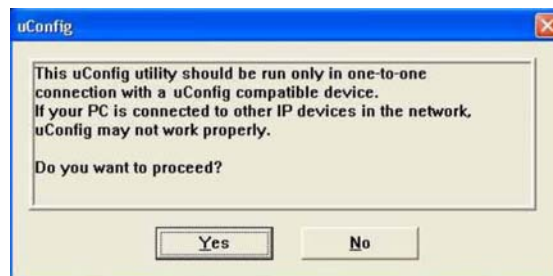 uConfig
This uConfig utility should be run only in one-to-one
connection with a uConfig compatible device.
If your PC is connected to other IP devices in the network,
uConfig may not work properly.
Do you want to proceed?
Yes
No